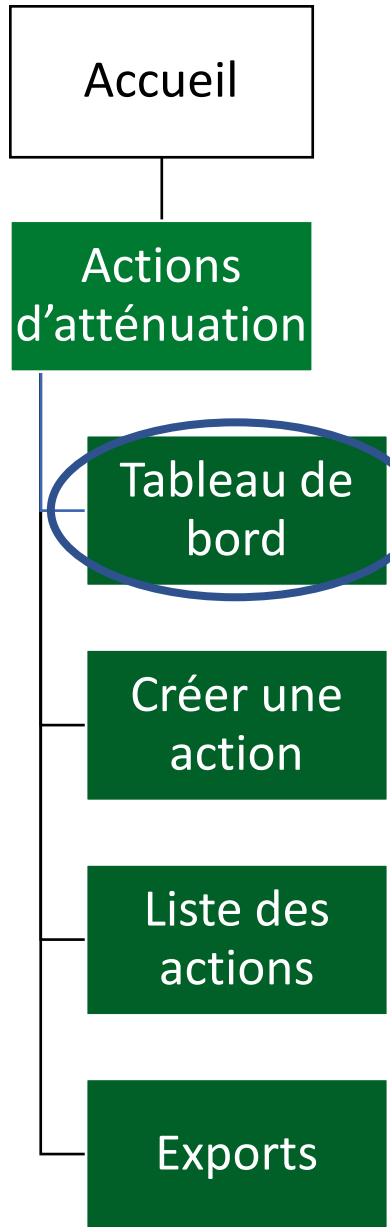 Accueil
Actions
d’atténuation
Tableau de
bord
Créer une
action
Liste des
actions
Exports